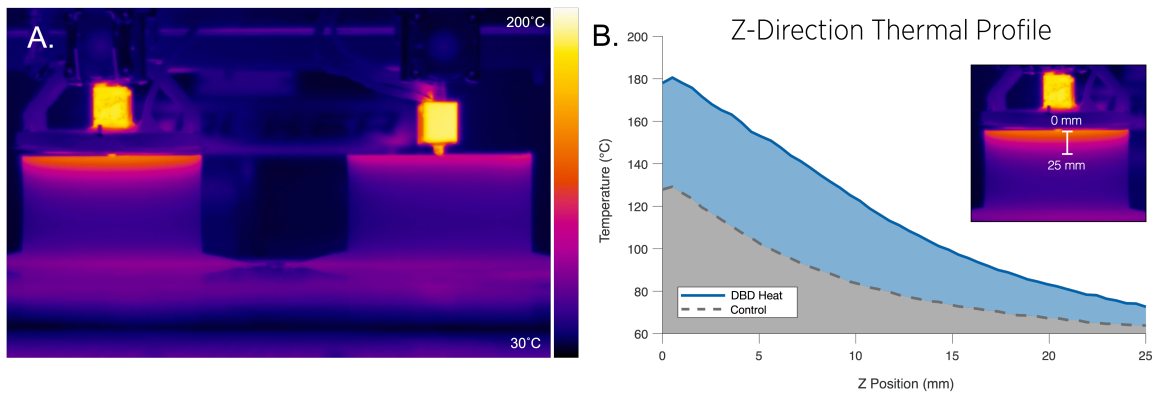 A.
200°C
30°C
B.
Z-Direction Thermal Profile
200
180
160
140
120
100
80
60
Temperature (°C)
0 mm
25 mm
DBD Heat
Control
0
5
10
15
20
25
Z Position (mm)